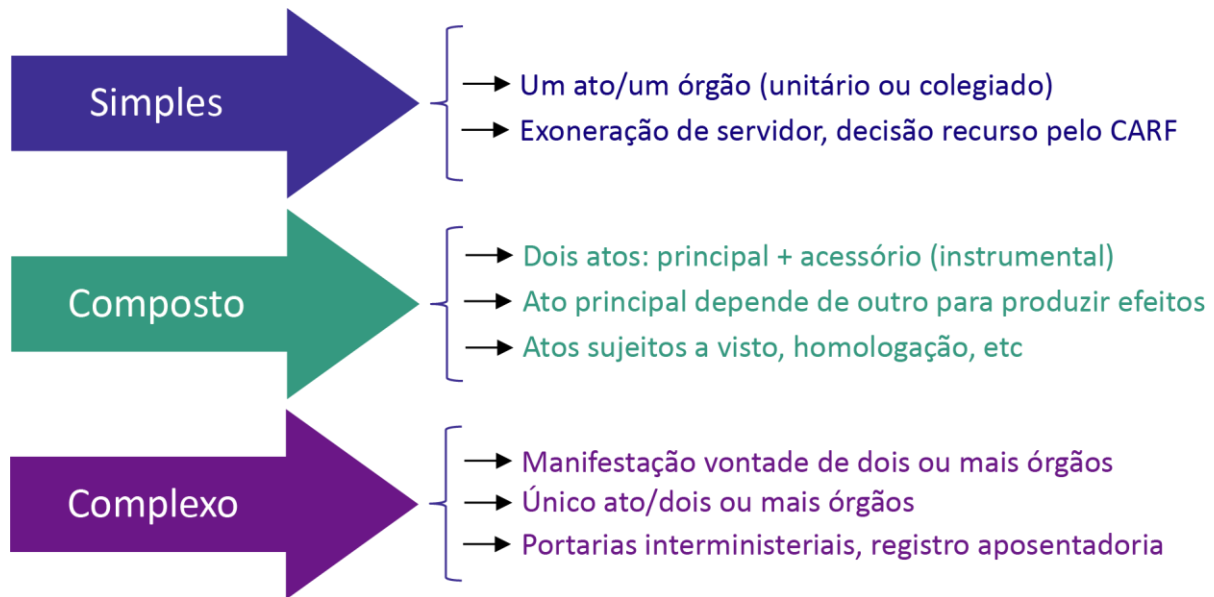 Simples
Um ato/um órgão (unitário ou colegiado)
Exoneração de servidor, decisão recurso pelo CARF
Composto
Dois atos: principal + acessório (instrumental)
Ato principal depende de outro para produzir efeitos
Atos sujeitos a visto, homologação, etc
Complexo
Manifestação vontade de dois ou mais órgãos
Único ato/dois ou mais órgãos
Portarias interministeriais, registro aposentadoria